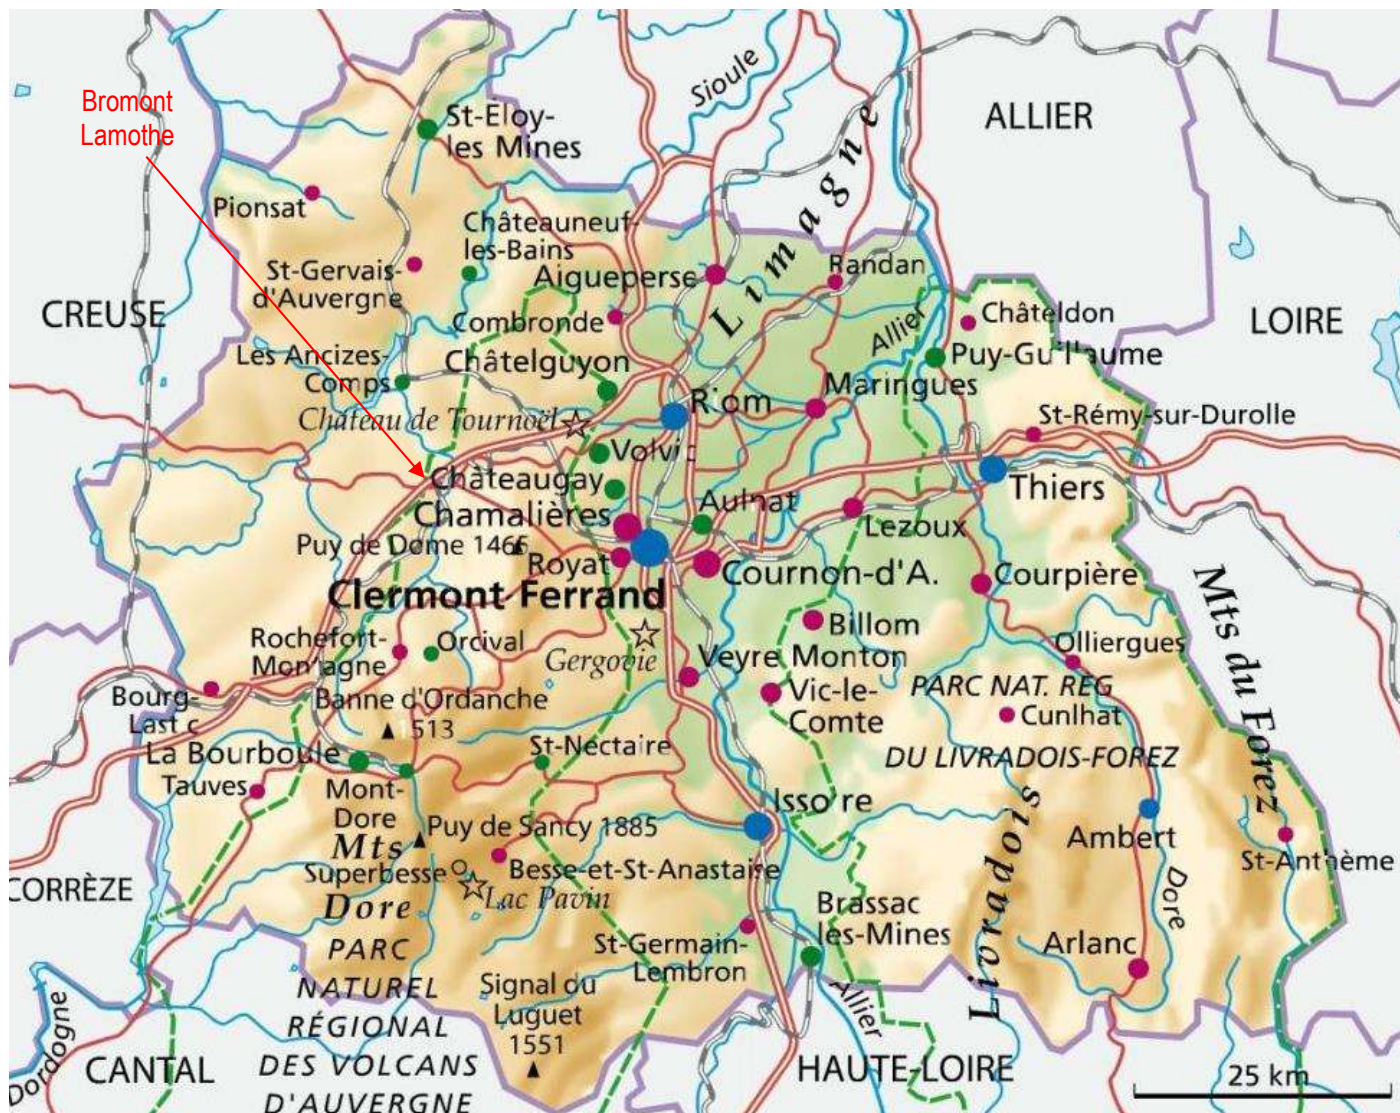 Bromont
Lamothe
St-Eloy-
les Mines
Sioule
Limagne
ALLIER
Pionsat
Châteauneuf-
les-Bains
St-Gervais-
d'Auvergne
Aigueperse
Randan
CREUSE
Combronde
Allier
Châteldon
LOIRE
Les Ancizes-
Comps
Châtelguyon
Puy-Guillaume
Maringues
Château de Tournoël
Riom
St-Rémy-sur-Durolle
Volvic
Châteaugay
Thiers
Chamalières
Aulnat
Lezoux
Puy de Dome 1465
Royat
Cournon-d'A.
Courpière
Clermont Ferrand
Mts du Forez
Billom
Rochefort-
Montagne
Orcival
Gergovie
Veyre Monton
Olliergues
Bourg-
Lastic
Banne d'Ordanche
1513
Vic-le-
Comte
PARC NAT. REG
Cunlhat
DU LIVRADOIS-FOREZ
La Bourboule
St-Nectaire
Tauves
Mont-
Dore
Issoire
Puy de Sancy 1885
Mts
Dore
Ambert
Livradois
St-Anthème
Superbesse
Besse-et-St-Anastaise
Lac Pavin
CORRÈZE
Dore
Brassac
les-Mines
PARC
NATUREL
RÉGIONAL
DES VOLCANS
D'AUVERGNE
St-Germain-
Lembron
Arlanc
Signal du
Luguet
1551
Allier
Dordogne
CANTAL
HAUTE-LOIRE
25 km